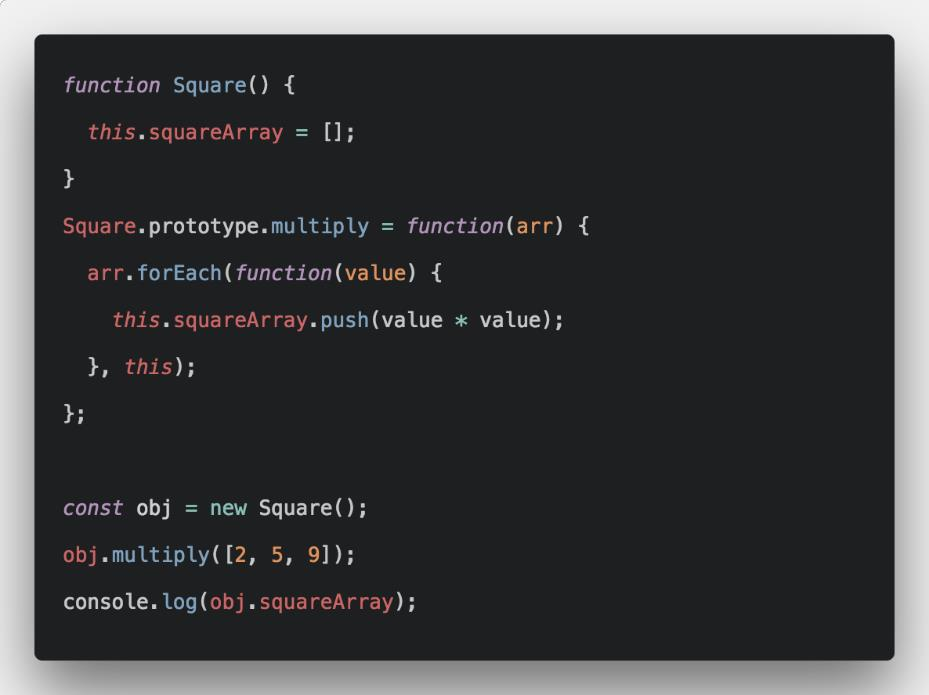 function Square() {
  this.squareArray = [];
}
Square.prototype.multiply = function(arr) {
  arr.forEach(function(value) {
    this.squareArray.push(value * value);
  }, this);
};

const obj = new Square();
obj.multiply([2, 5, 9]);
console.log(obj.squareArray);